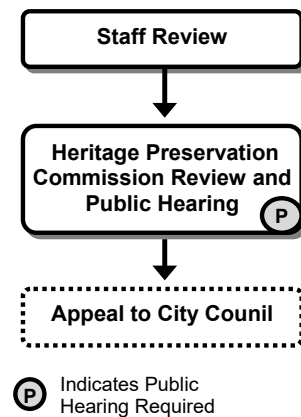 Staff Review
Heritage Preservation
Commission Review and
Public Hearing
P
Appeal to City Counil
P
Indicates Public
Hearing Required